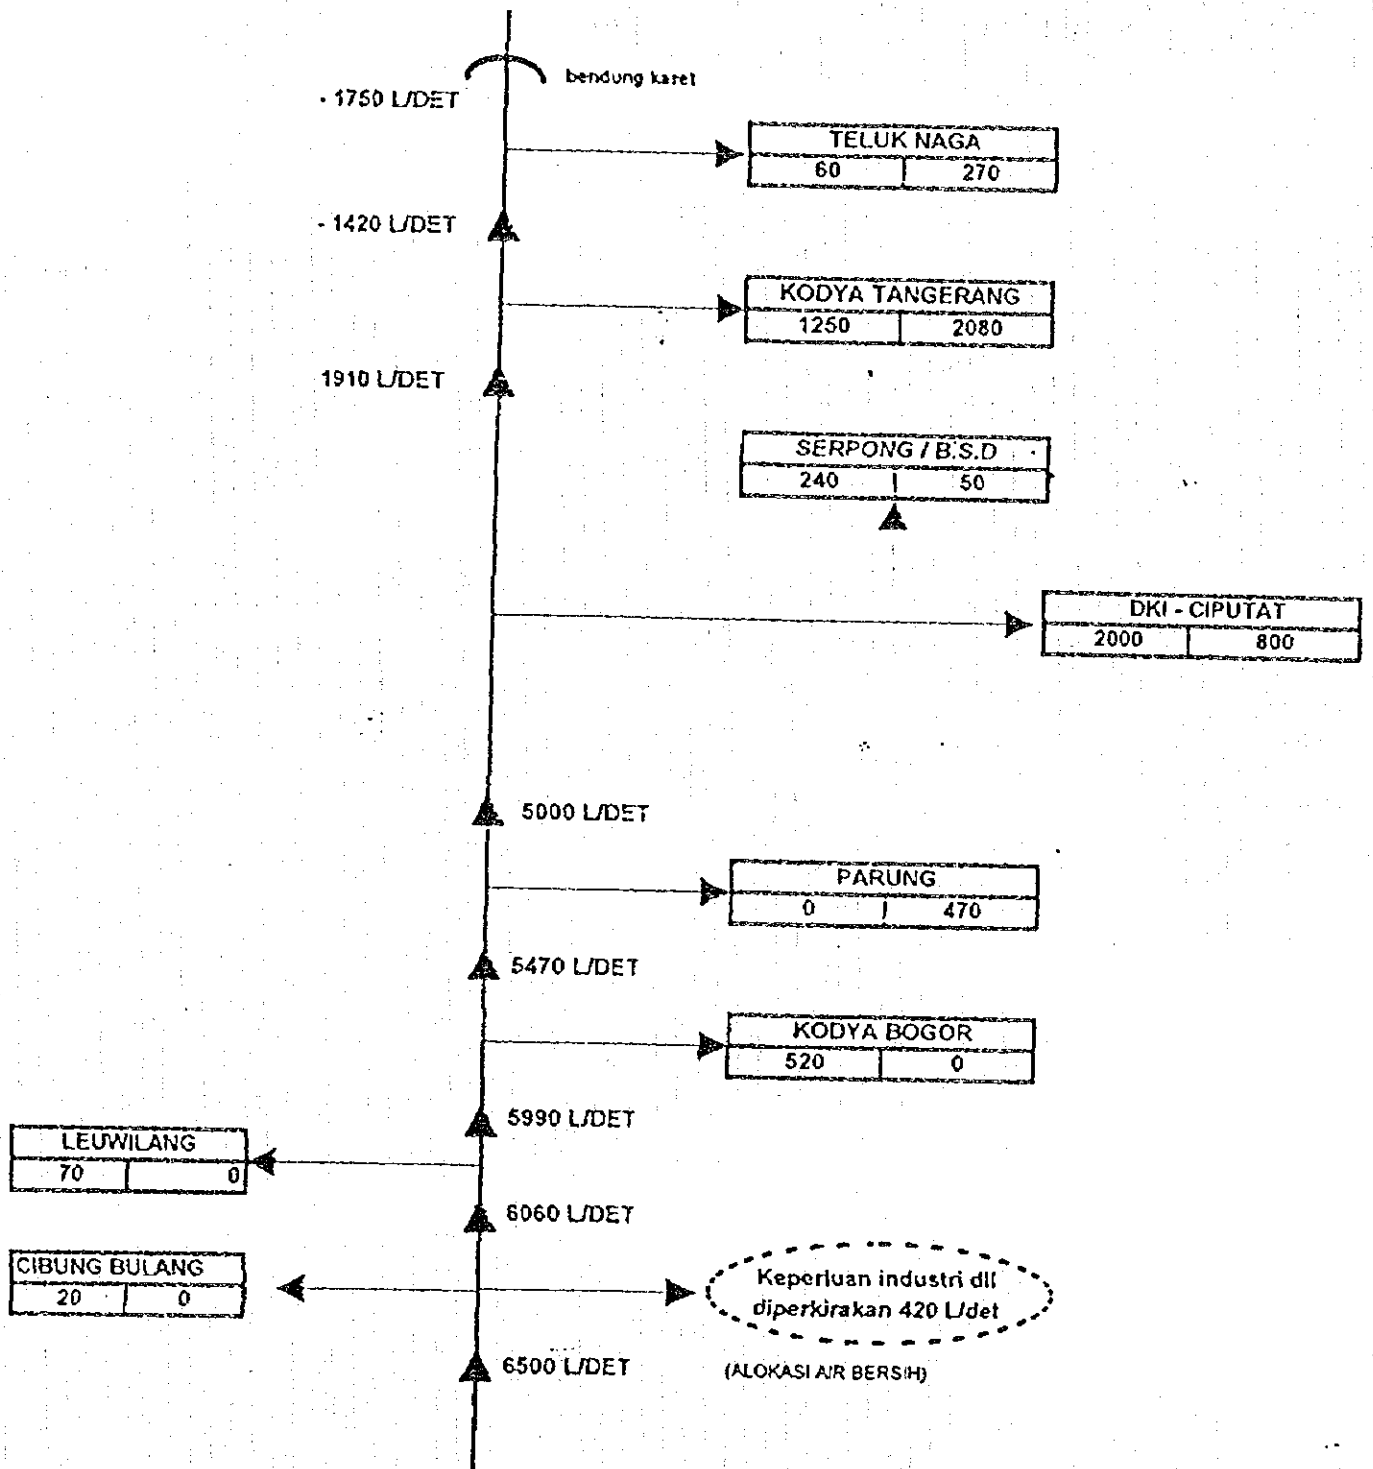 bendung karet
- 1750 L/DET
TELUK NAGA
60 270
- 1420 L/DET
KODYA TANGERANG
1250 2080
1910 L/DET
SERPONG / B.S.D
240 50
DKI - CIPUTAT
2000 800
5000 L/DET
PARUNG
0 470
5470 L/DET
KODYA BOGOR
520 0
5990 L/DET
LEUWILANG
70 0
6060 L/DET
CIBUNG BULANG
20 0
Keperluan industri dll
diperkirakan 420 L/det
6500 L/DET
(ALOKASI AIR BERSIH)